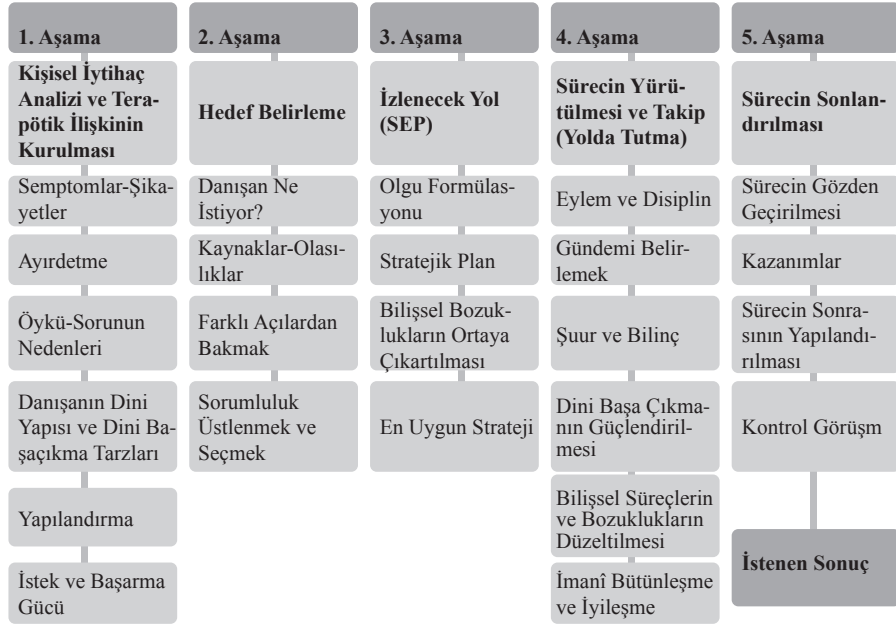 1. Aşama
Kişisel İytihaç
Analizi ve Tera-
pötik İlişkinin
Kurulması
Semptomlar-Şika-
yetler
Ayırdetme
Öykü-Sorunun
Nedenleri
Danışanın Dini
Yapısı ve Dini Ba-
şaçıkma Tarzları
Yapılandırma
İstek ve Başarma
Gücü
2. Aşama
Hedef Belirleme
Danışan Ne
İstiyor?
Kaynaklar-Olası-
lıklar
Farklı Açılardan
Bakmak
Sorumluluk
Üstlenmek ve
Seçmek
3. Aşama
İzlenecek Yol
(SEP)
Olgu Formülas-
yonu
Stratejik Plan
Bilişsel Bozuk-
lukların Ortaya
Çıkartılması
En Uygun Strateji
4. Aşama
Sürecin Yürü-
tülmesi ve Takip
(Yolda Tutma)
Eylem ve Disiplin
Gündemi Belir-
lemek
Şuur ve Bilinç
Dini Başa Çıkma-
nın Güçlendiril-
mesi
Bilişsel Süreçlerin
ve Bozuklukların
Düzeltilmesi
İmanî Bütünleşme
ve İyileşme
5. Aşama
Sürecin Sonlan-
dırılması
Sürecin Gözden
Geçirilmesi
Kazanımlar
Sürecin Sonra-
sının Yapılandı-
rılması
Kontrol Görüşm
İstenen Sonuç